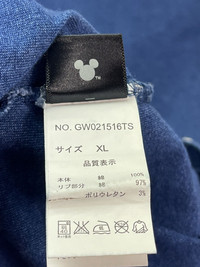 NO. GW021516TS
サイズ XL
品質表示
本体 綿 100%
リブ部分 綿 97%
ポリウレタン 3%